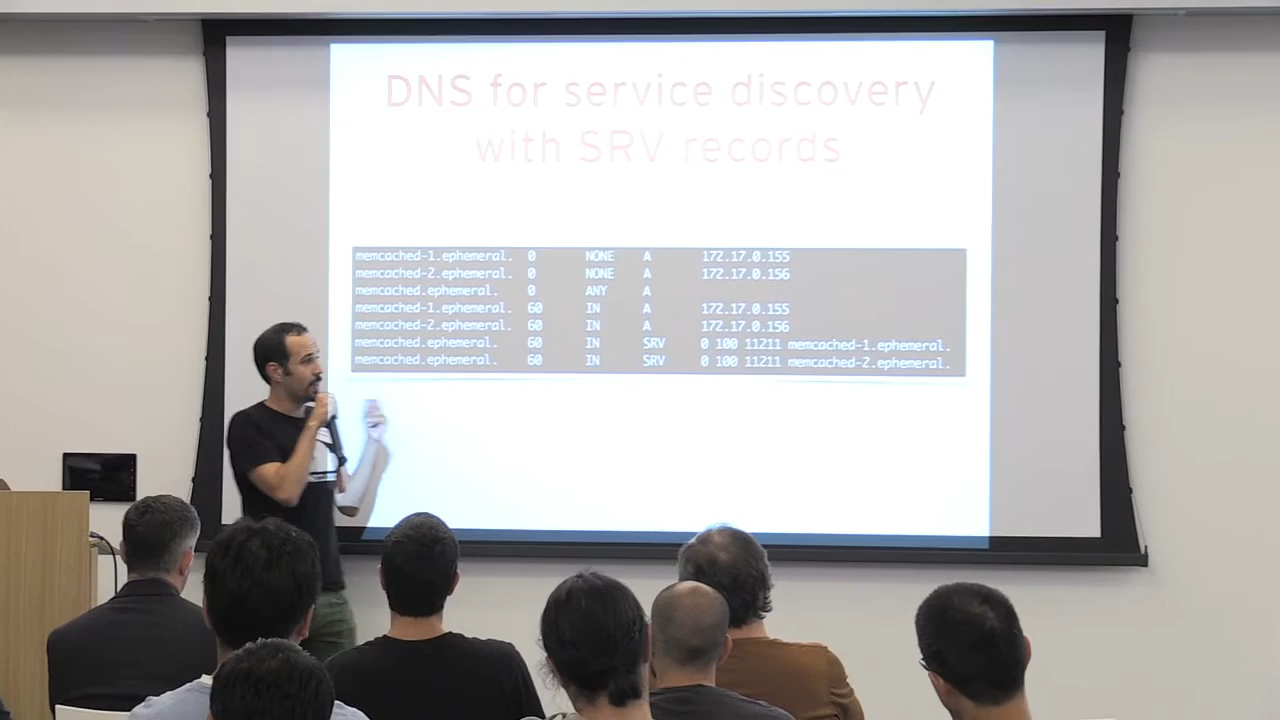 DNS for service discovery
with SRV records
memcached-1.ephemeral. 0 NONE A 172.17.0.155
memcached-2.ephemeral. 0 NONE A 172.17.0.156
memcached.ephemeral. 0 ANY A
memcached-1.ephemeral. 60 IN A 172.17.0.155
memcached-2.ephemeral. 60 IN A 172.17.0.156
memcached.ephemeral. 60 IN SRV 0 100 11211 memcached-1.ephemeral.
memcached.ephemeral. 60 IN SRV 0 100 11211 memcached-2.ephemeral.